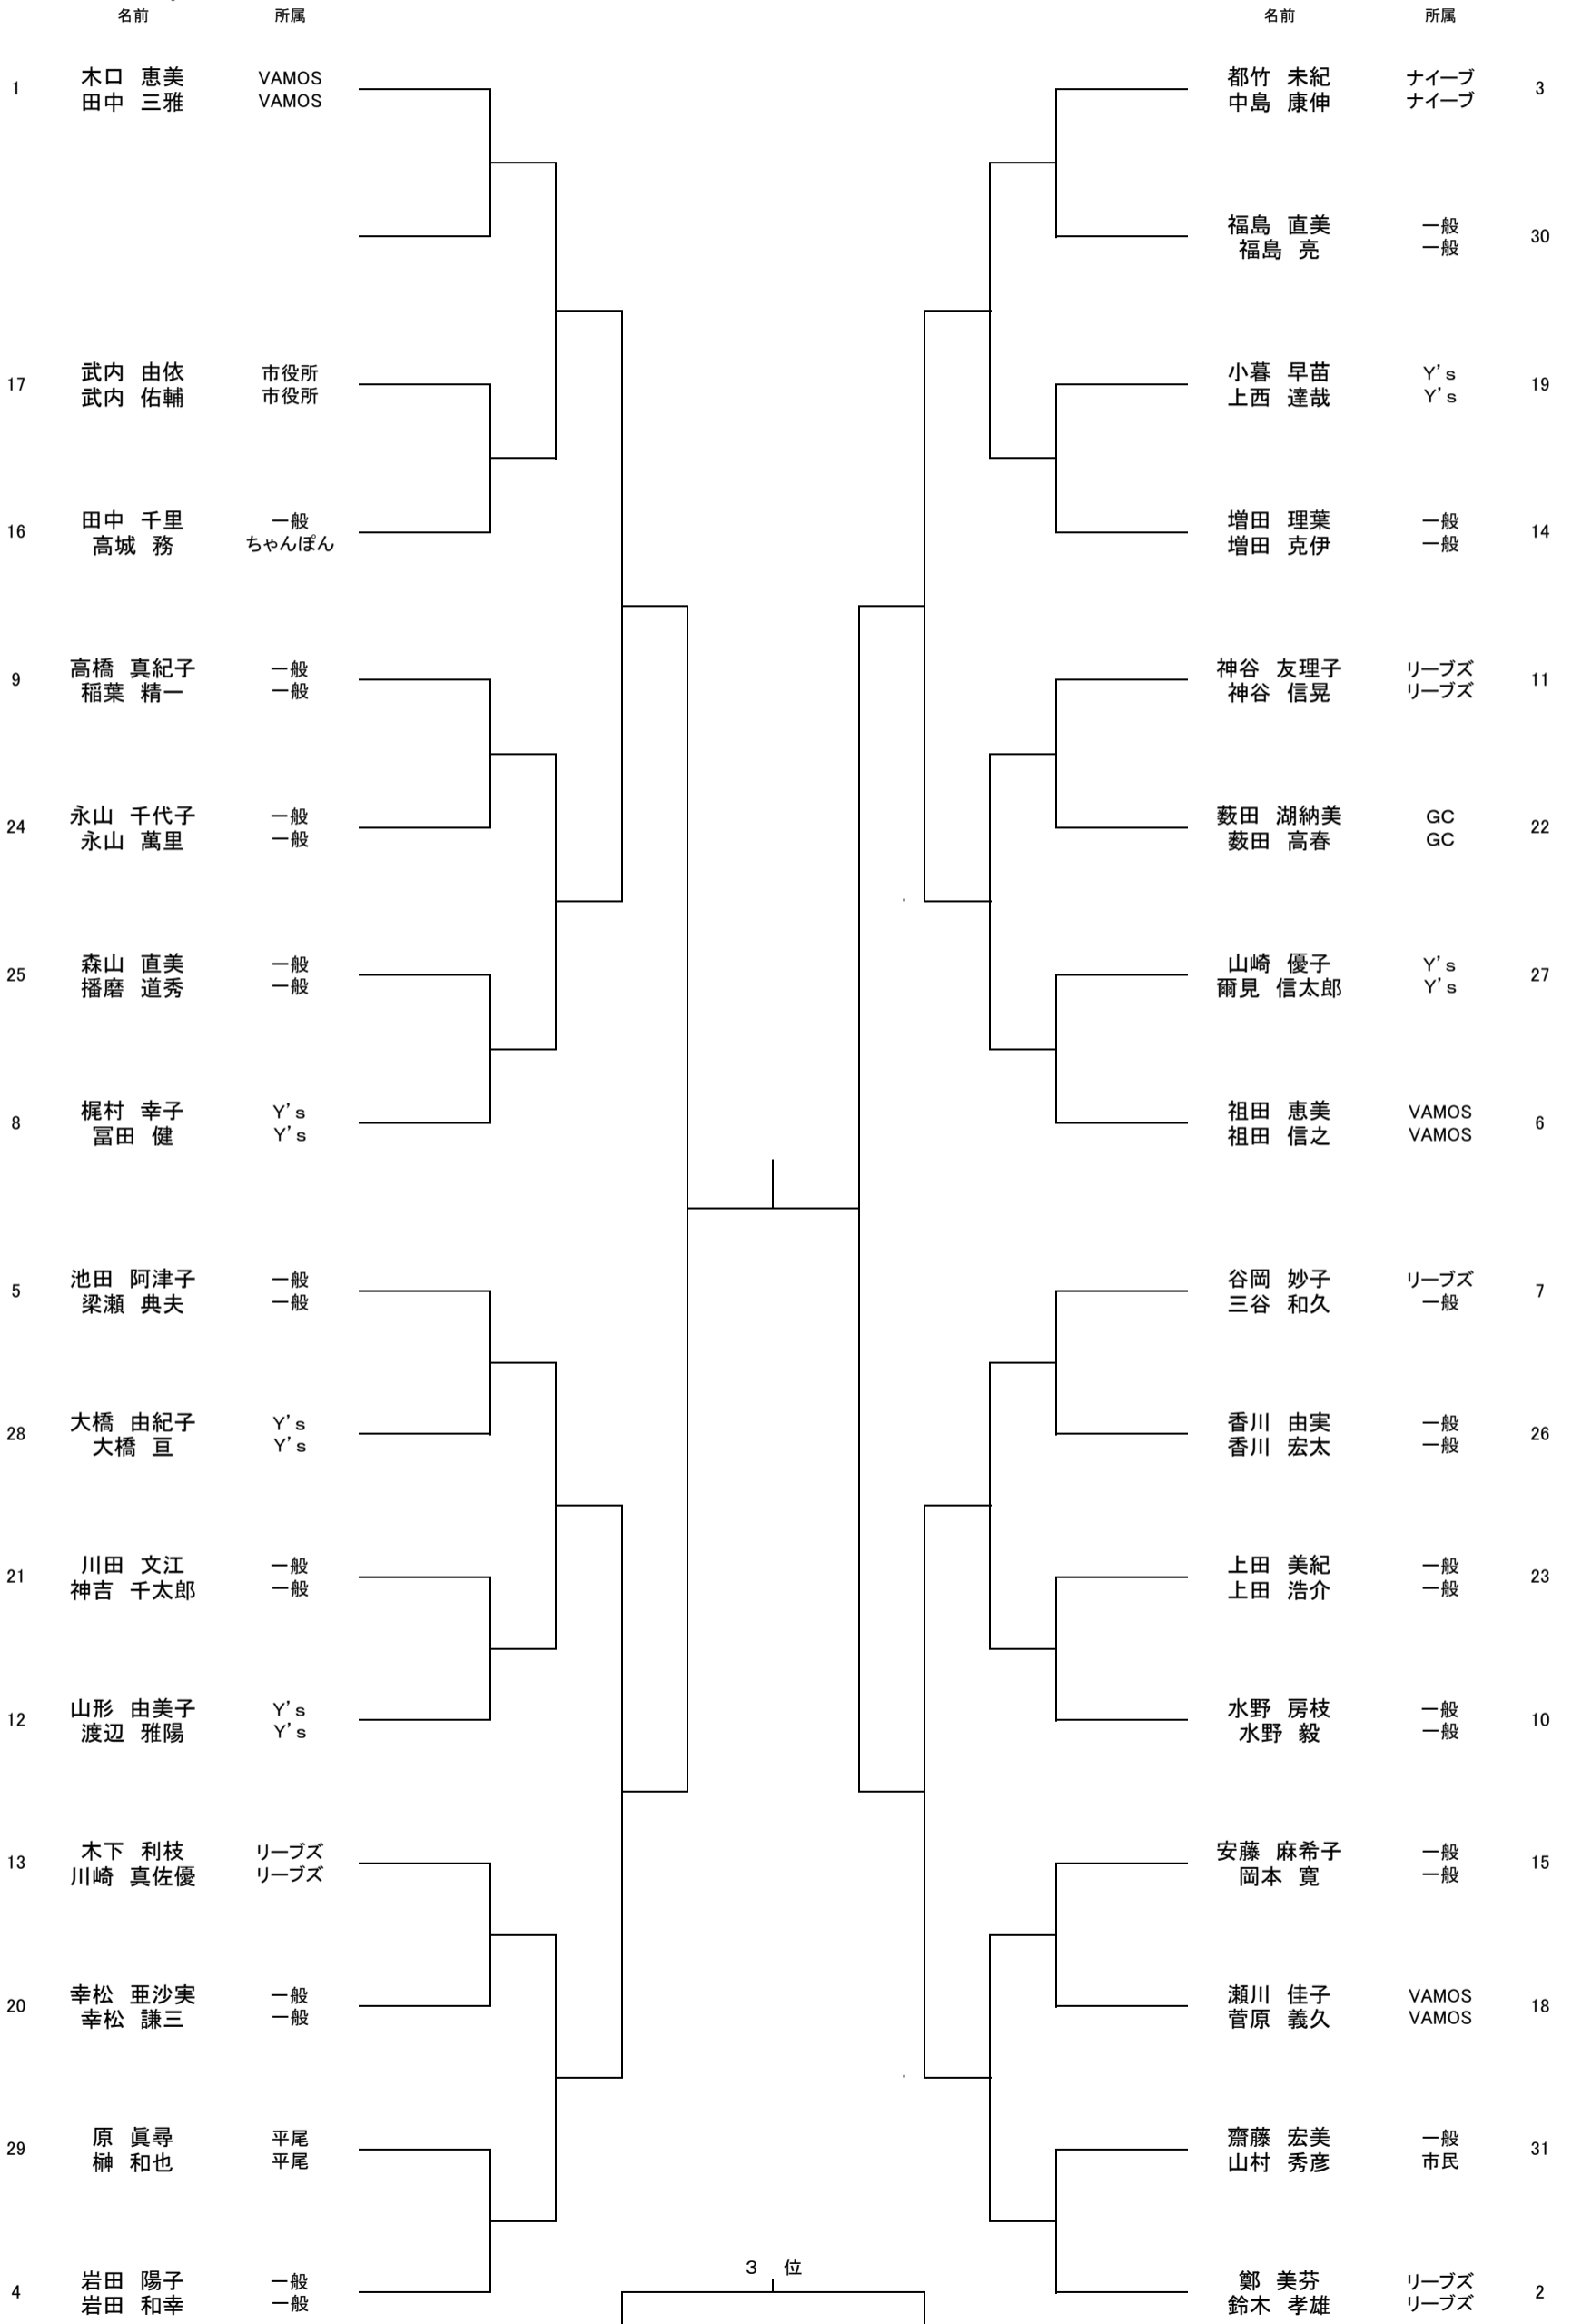 名前 所属 名前 所属
木口 恵美 VAMOS 都竹 未紀 ナイーブ
1 3
田中 三雅 VAMOS 中島 康伸 ナイーブ
福島 直美 一般
30
福島 亮 一般
武内 由依 市役所 小暮 早苗 Y's
17 19
武内 佑輔 市役所 上西 達哉 Y's
田中 千里 一般 増田 理葉 一般
16 14
高城 務 ちゃんぽん 増田 克伊 一般
高橋 真紀子 一般 神谷 友理子 リーブズ
9 11
稲葉 精一 一般 神谷 信晃 リーブズ
永山 千代子 一般 薮田 湖納美 GC
24 22
永山 萬里 一般 薮田 高春 GC
森山 直美 一般 山崎 優子 Y's
25 27
播磨 道秀 一般 爾見 信太郎 Y's
梶村 幸子 Y's 祖田 恵美 VAMOS
8 6
冨田 健 Y's 祖田 信之 VAMOS
池田 阿津子 一般 谷岡 妙子 リーブズ
5 7
梁瀬 典夫 一般 三谷 和久 一般
大橋 由紀子 Y's 香川 由実 一般
28 26
大橋 亘 Y's 香川 宏太 一般
川田 文江 一般 上田 美紀 一般
21 23
神吉 千太郎 一般 上田 浩介 一般
山形 由美子 Y's 水野 房枝 一般
12 10
渡辺 雅陽 Y's 水野 毅 一般
木下 利枝 リーブズ 安藤 麻希子 一般
13 15
川崎 真佐優 リーブズ 岡本 寛 一般
幸松 亜沙実 一般 瀬川 佳子 VAMOS
20 18
幸松 謙三 一般 菅原 義久 VAMOS
原 眞尋 平尾 齋藤 宏美 一般
29 31
榊 和也 平尾 山村 秀彦 市民
3 位
岩田 陽子 一般 鄭 美芬 リーブズ
4 2
岩田 和幸 一般 鈴木 孝雄 リーブズ